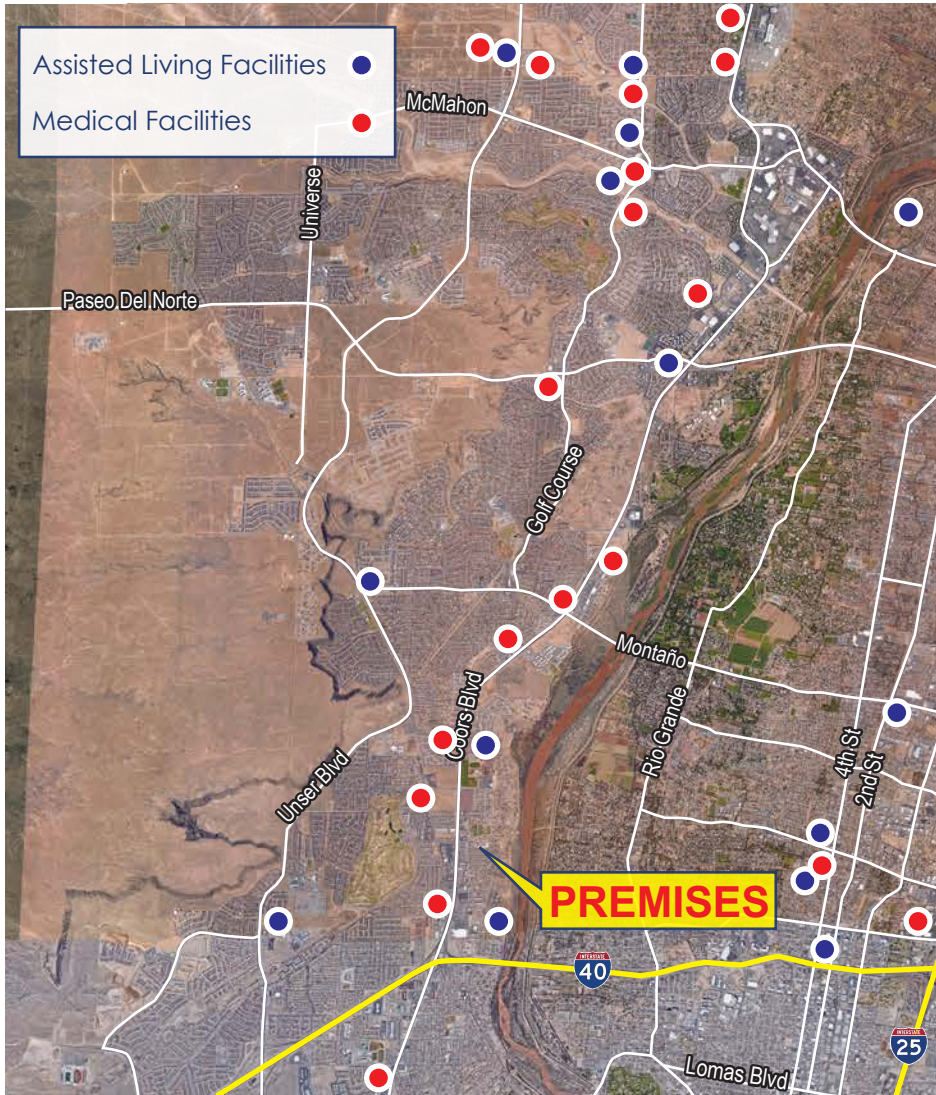 Assisted Living Facilities
Medical Facilities
McMahon
Universe
Paseo Del Norte
Golf Course
Montaño
Coors Blvd
Rio Grande
4th St
2nd St
Unser Blvd
PREMISES
INTERSTATE
40
INTERSTATE
25
Lomas Blvd